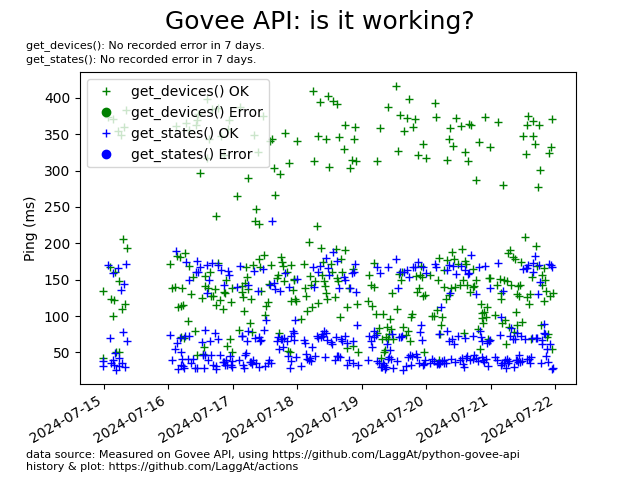 Govee API: is it working?
get_devices(): No recorded error in 7 days.
get_states(): No recorded error in 7 days.
get_devices() OK
get_devices() Error
get_states() OK
get_states() Error
Ping (ms)
400
350
300
250
200
150
100
50
2024-07-15
2024-07-16
2024-07-17
2024-07-18
2024-07-19
2024-07-20
2024-07-21
2024-07-22
data source: Measured on Govee API, using https://github.com/LaggAt/python-govee-api
history & plot: https://github.com/LaggAt/actions